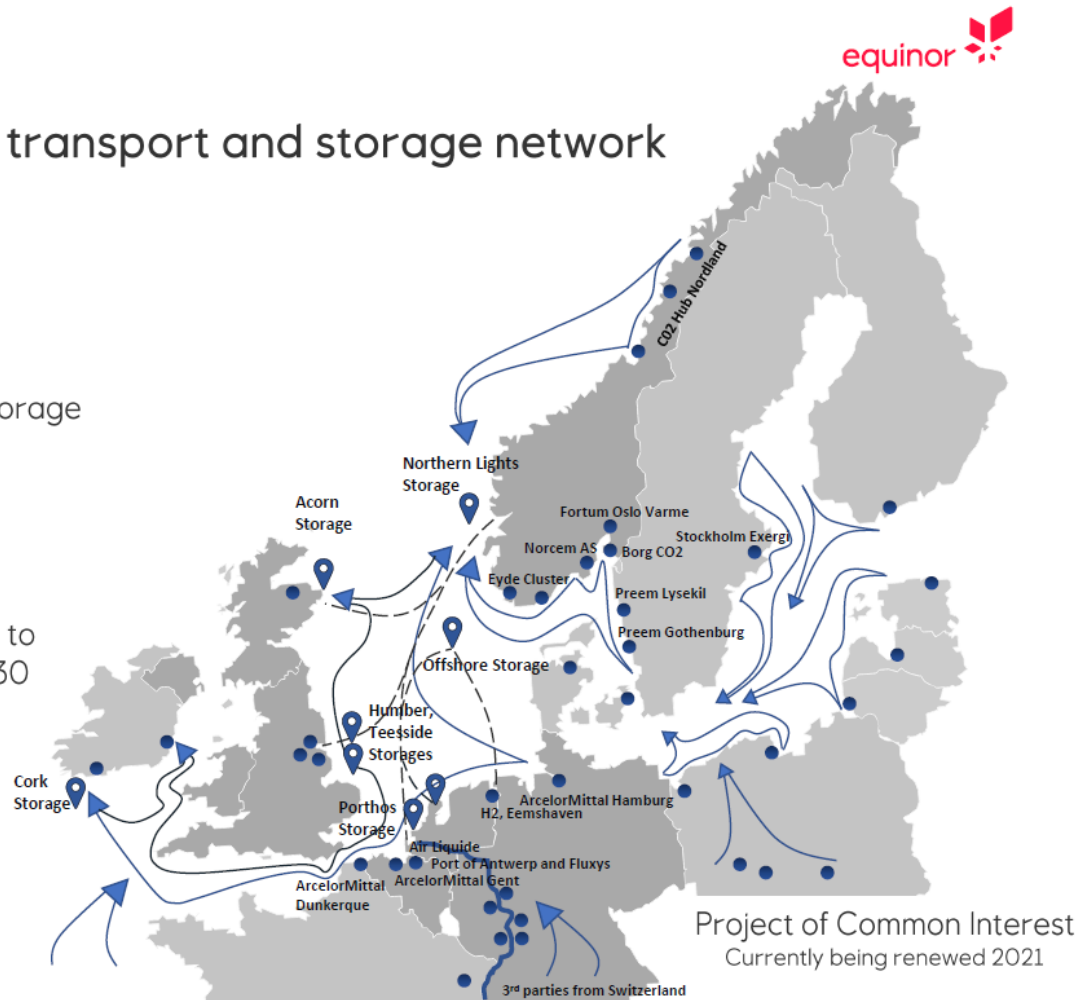 equinor
transport and storage network
orage
to
30
C02 Hub Nordland
Northern Lights
Storage
Acorn
Storage
Fortum Oslo Varme
Stockholm Exergi
Norcem AS
Borg CO2
Eyde Cluster
Preem Lysekil
Preem Gothenburg
Offshore Storage
Humber,
Teesside
Storages
Cork
Storage
Porthos
Storage
ArcelorMittal Hamburg
H2, Eemshaven
Air Liquide
Port of Antwerp and Fluxys
ArcelorMittal Gent
ArcelorMittal
Dunkerque
Project of Common Interest
Currently being renewed 2021
3rd parties from Switzerland